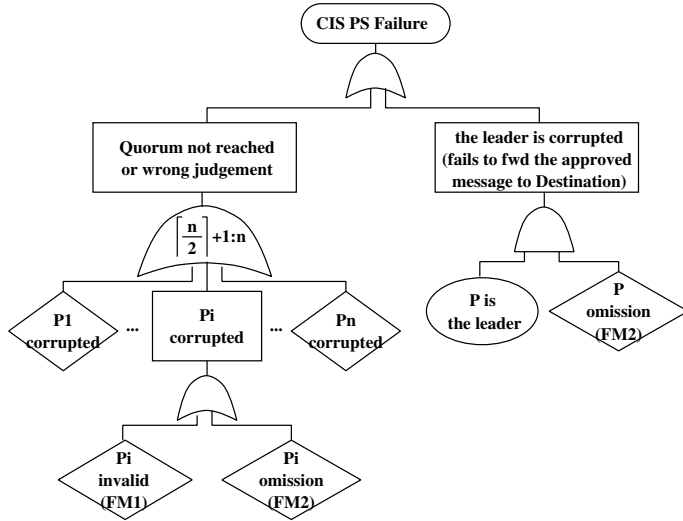 CIS PS Failure
Quorum not reached
or wrong judgement
the leader is corrupted
(fails to fwd the approved
message to Destination)
⌈n/2⌉+1:n
P1
corrupted
...
Pi
corrupted
...
Pn
corrupted
P is
the leader
P
omission
(FM2)
Pi
invalid
(FM1)
Pi
omission
(FM2)